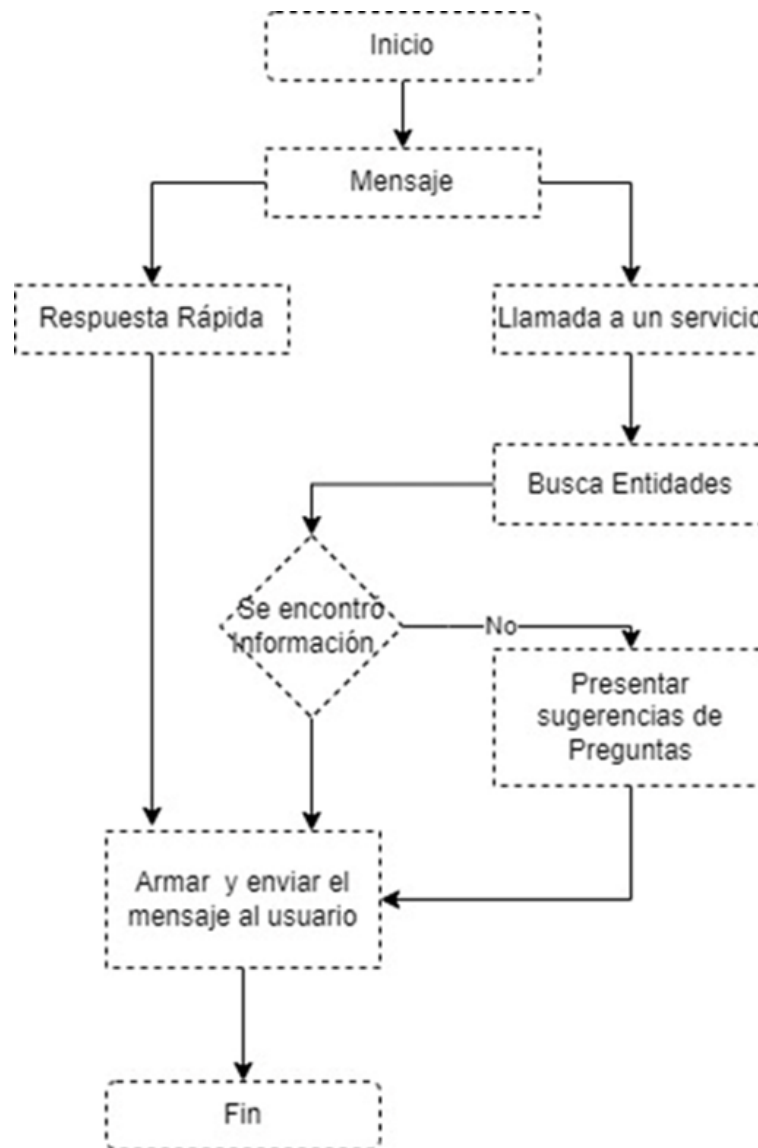 Inicio
Mensaje
Respuesta Rápida
Llamada a un servicio
Busca Entidades
Se encontró
Información
No
Presentar
sugerencias de
Preguntas
Armar y enviar el
mensaje al usuario
Fin